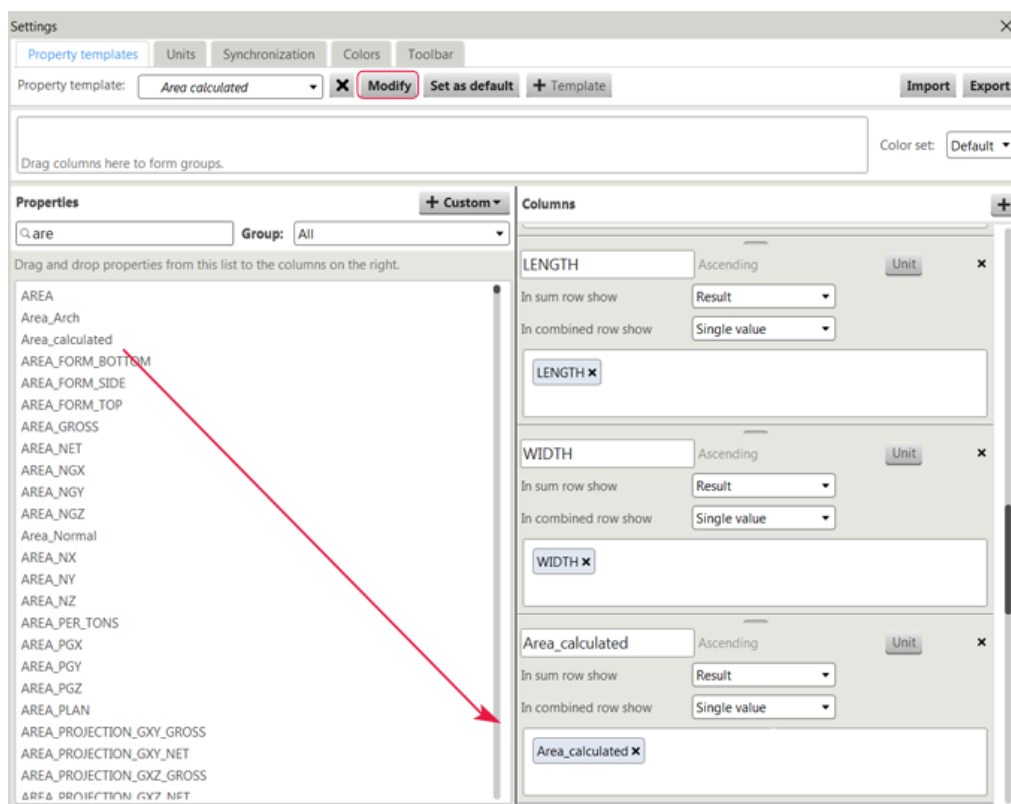 Settings
Property templates Units Synchronization Colors Toolbar
Property template: Area calculated Modify Set as default + Template Import Export
Drag columns here to form groups.
Color set: Default
Properties + Custom
are Group: All
Drag and drop properties from this list to the columns on the right.
AREA
Area_Arch
Area_calculated
AREA_FORM_BOTTOM
AREA_FORM_SIDE
AREA_FORM_TOP
AREA_GROSS
AREA_NET
AREA_NGX
AREA_NGY
AREA_NGZ
Area_Normal
AREA_NX
AREA_NY
AREA_NZ
AREA_PER_TONS
AREA_PGX
AREA_PGY
AREA_PGZ
AREA_PLAN
AREA_PROJECTION_GXY_GROSS
AREA_PROJECTION_GXY_NET
AREA_PROJECTION_GXZ_GROSS
AREA_PROJECTION_GXZ_NET
Columns
LENGTH Ascending Unit
In sum row show Result
In combined row show Single value
LENGTH
WIDTH Ascending Unit
In sum row show Result
In combined row show Single value
WIDTH
Area_calculated Ascending Unit
In sum row show Result
In combined row show Single value
Area_calculated